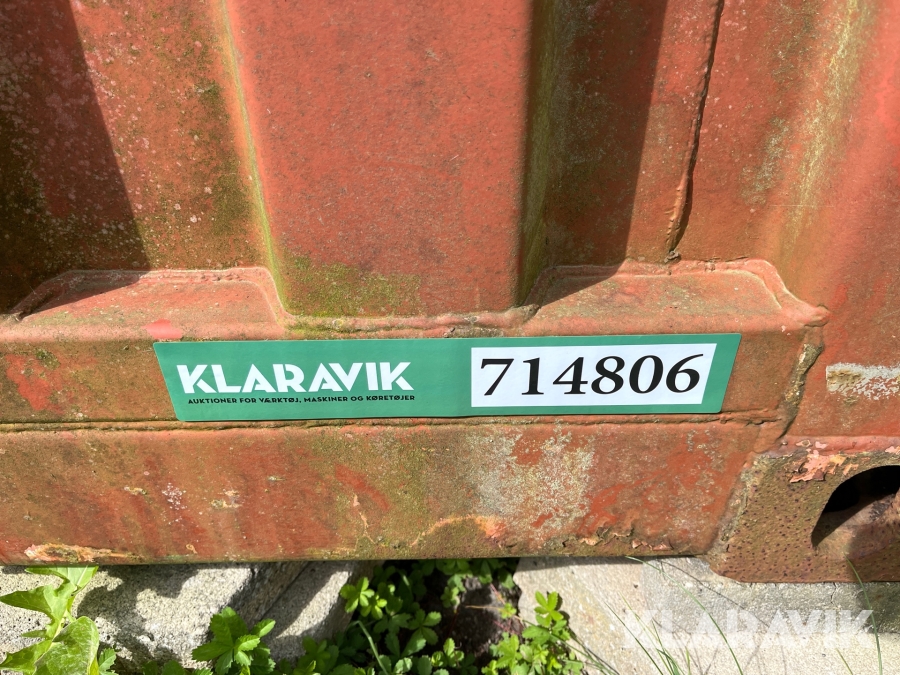 KLARAVIK
AUKTIONER FOR VÆRKTØJ, MASKINER OG KØRETØJER
714806
KLARAVIK